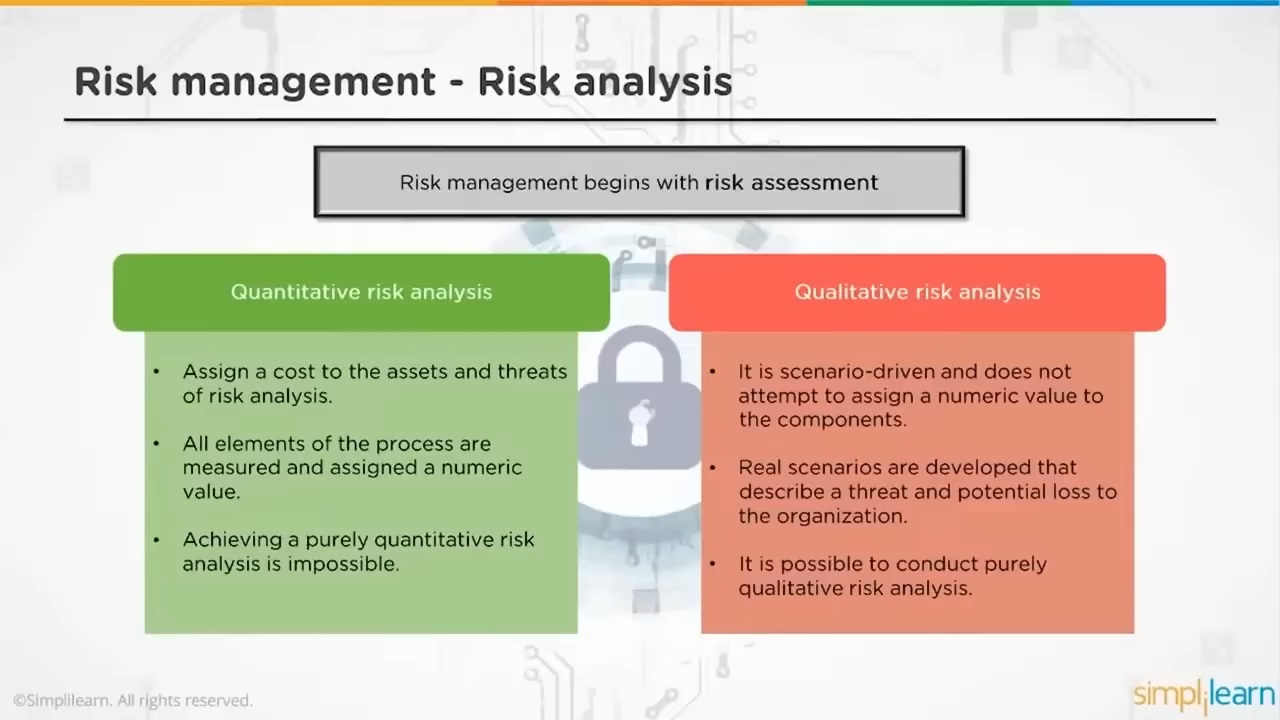 Risk management - Risk analysis
Risk management begins with risk assessment
Quantitative risk analysis
• Assign a cost to the assets and threats
of risk analysis.
• All elements of the process are
measured and assigned a numeric
value.
• Achieving a purely quantitative risk
analysis is impossible.
Qualitative risk analysis
• It is scenario-driven and does not
attempt to assign a numeric value to
the components.
• Real scenarios are developed that
describe a threat and potential loss to
the organization.
• It is possible to conduct purely
qualitative risk analysis.
©Simplilearn. All rights reserved.
simplilearn